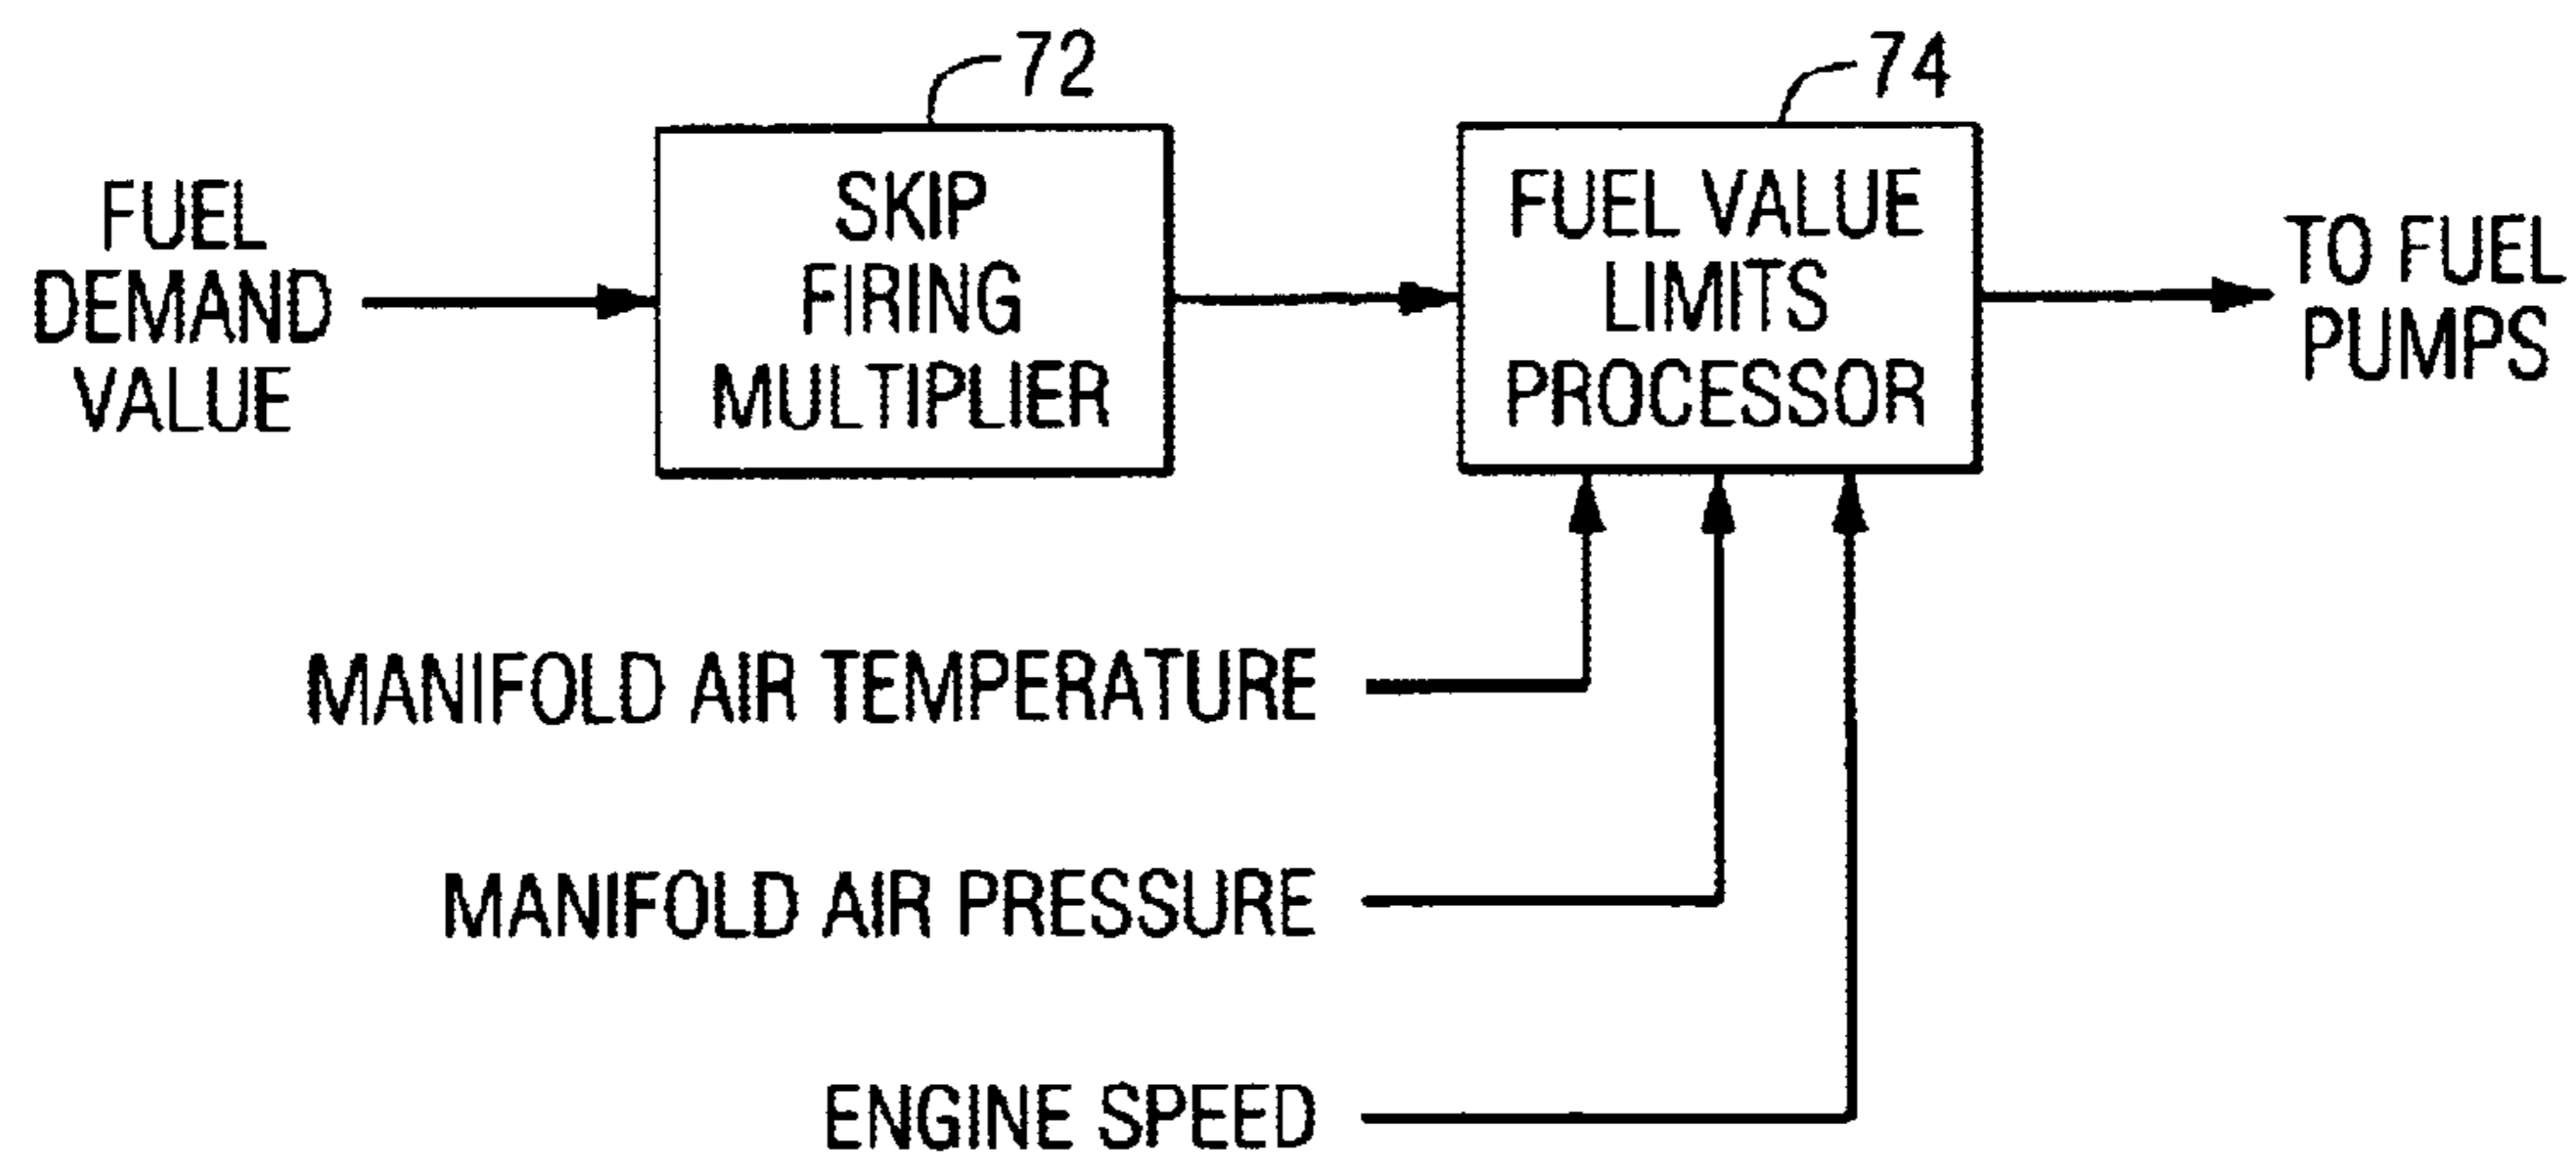 72
74
FUEL
DEMAND
VALUE
SKIP
FIRING
MULTIPLIER
FUEL VALUE
LIMITS
PROCESSOR
TO FUEL
PUMPS
MANIFOLD AIR TEMPERATURE
MANIFOLD AIR PRESSURE
ENGINE SPEED